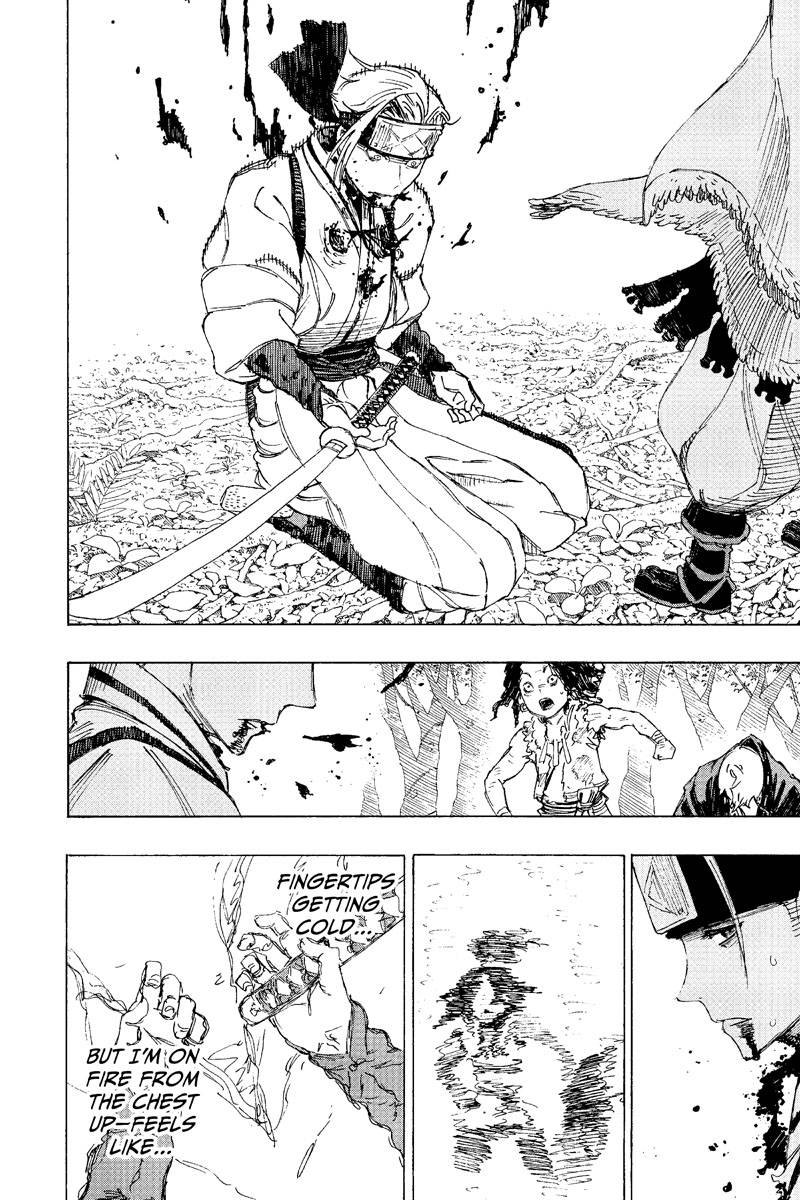 FINGERTIPS
GETTING
COLD...
BUT I'M ON
FIRE FROM
THE CHEST
UP—FEELS
LIKE...